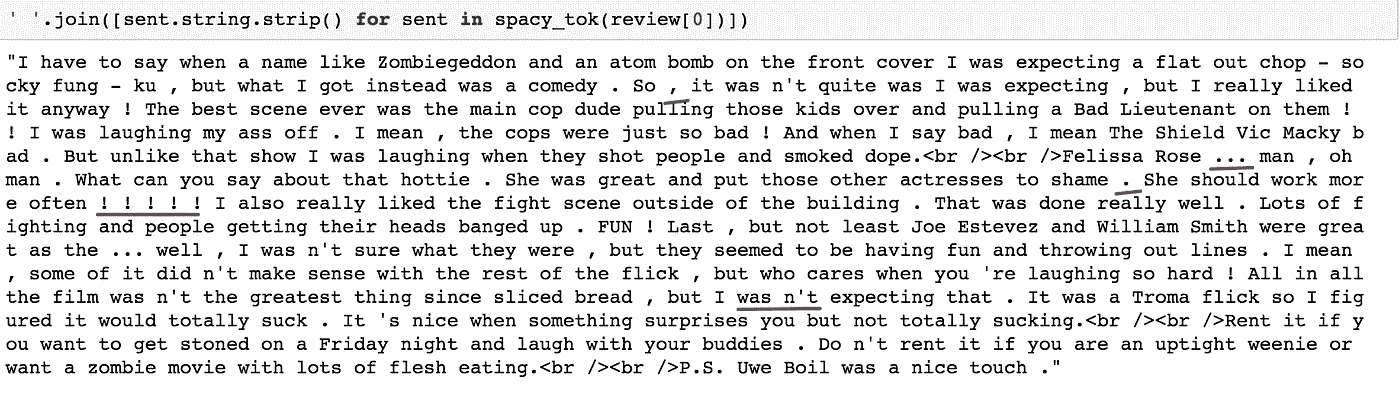 ' '.join([sent.string.strip() for sent in spacy_tok(review[0])])
"I have to say when a name like Zombiegeddon and an atom bomb on the front cover I was expecting a flat out chop - so
cky fung - ku , but what I got instead was a comedy . So , it was n't quite was I was expecting , but I really liked
it anyway ! The best scene ever was the main cop dude pulling those kids over and pulling a Bad Lieutenant on them !
! I was laughing my ass off . I mean , the cops were just so bad ! And when I say bad , I mean The Shield Vic Macky b
ad . But unlike that show I was laughing when they shot people and smoked dope.<br /><br />Felissa Rose ... man , oh
man . What can you say about that hottie . She was great and put those other actresses to shame . She should work mor
e often ! ! ! ! ! I also really liked the fight scene outside of the building . That was done really well . Lots of f
ighting and people getting their heads banged up . FUN ! Last , but not least Joe Estevez and William Smith were grea
t as the ... well , I was n't sure what they were , but they seemed to be having fun and throwing out lines . I mean
, some of it did n't make sense with the rest of the flick , but who cares when you 're laughing so hard ! All in all
the film was n't the greatest thing since sliced bread , but I was n't expecting that . It was a Troma flick so I fig
ured it would totally suck . It 's nice when something surprises you but not totally sucking.<br /><br />Rent it if y
ou want to get stoned on a Friday night and laugh with your buddies . Do n't rent it if you are an uptight weenie or
want a zombie movie with lots of flesh eating.<br /><br />P.S. Uwe Boil was a nice touch ."